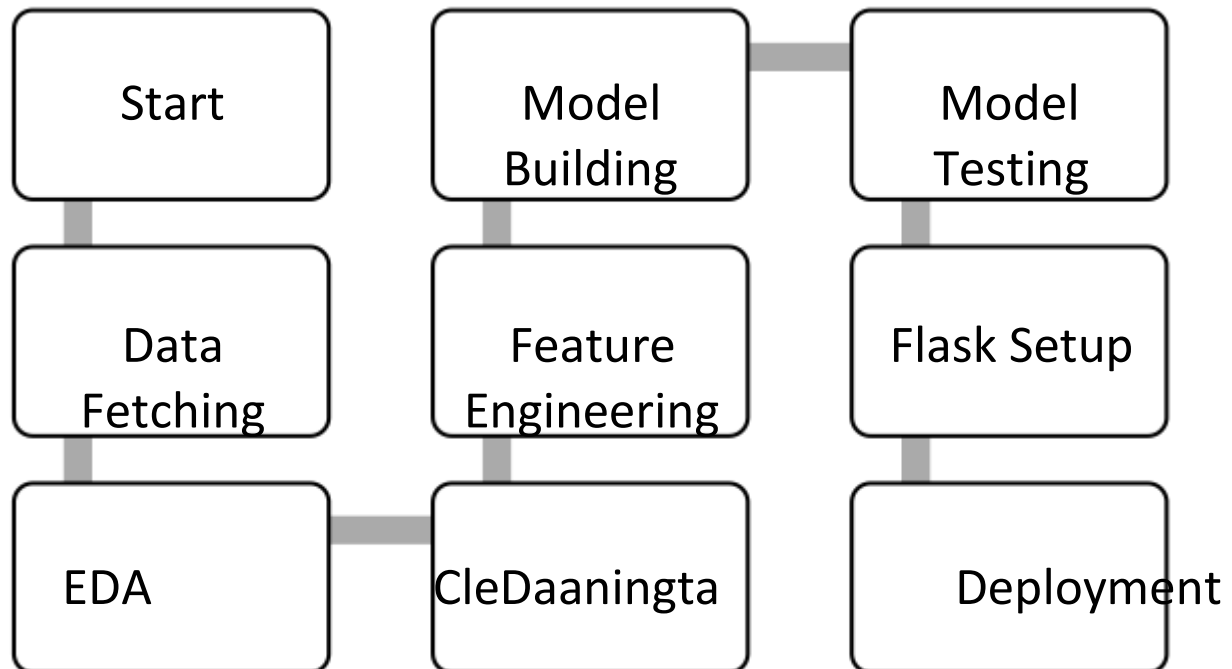 Start
Data
Fetching
EDA
CleDaaningta
Feature
Engineering
Model
Building
Model
Testing
Flask Setup
Deployment